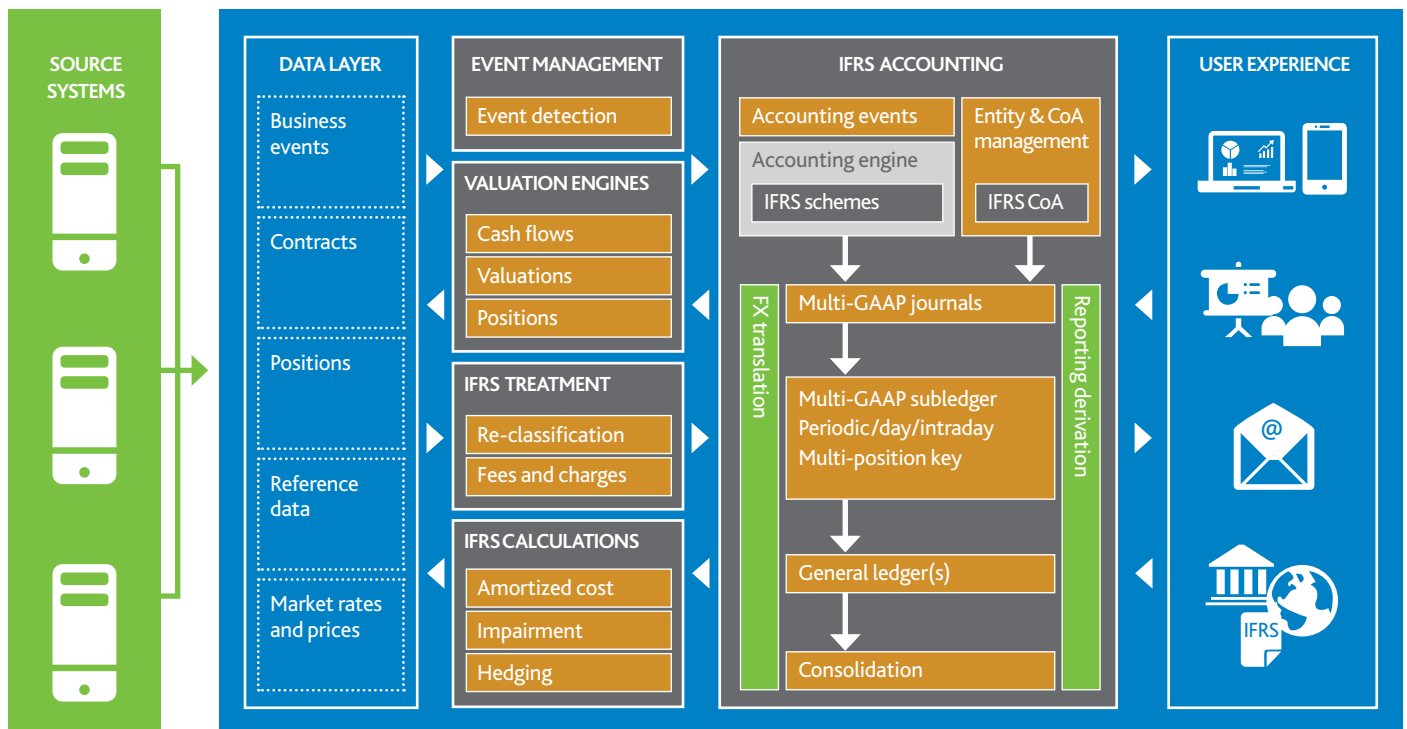 SOURCE
SYSTEMS
DATA LAYER
Business
events
Contracts
Positions
Reference
data
Market rates
and prices
EVENT MANAGEMENT
Event detection
VALUATION ENGINES
Cash flows
Valuations
Positions
IFRS TREATMENT
Re-classification
Fees and charges
IFRS CALCULATIONS
Amortized cost
Impairment
Hedging
IFRS ACCOUNTING
Accounting events
Accounting engine
IFRS schemes
Entity & CoA
management
IFRS CoA
FX translation
Multi-GAAP journals
Multi-GAAP subledger
Periodic/day/intraday
Multi-position key
General ledger(s)
Consolidation
Reporting derivation
USER EXPERIENCE
@
IFRS